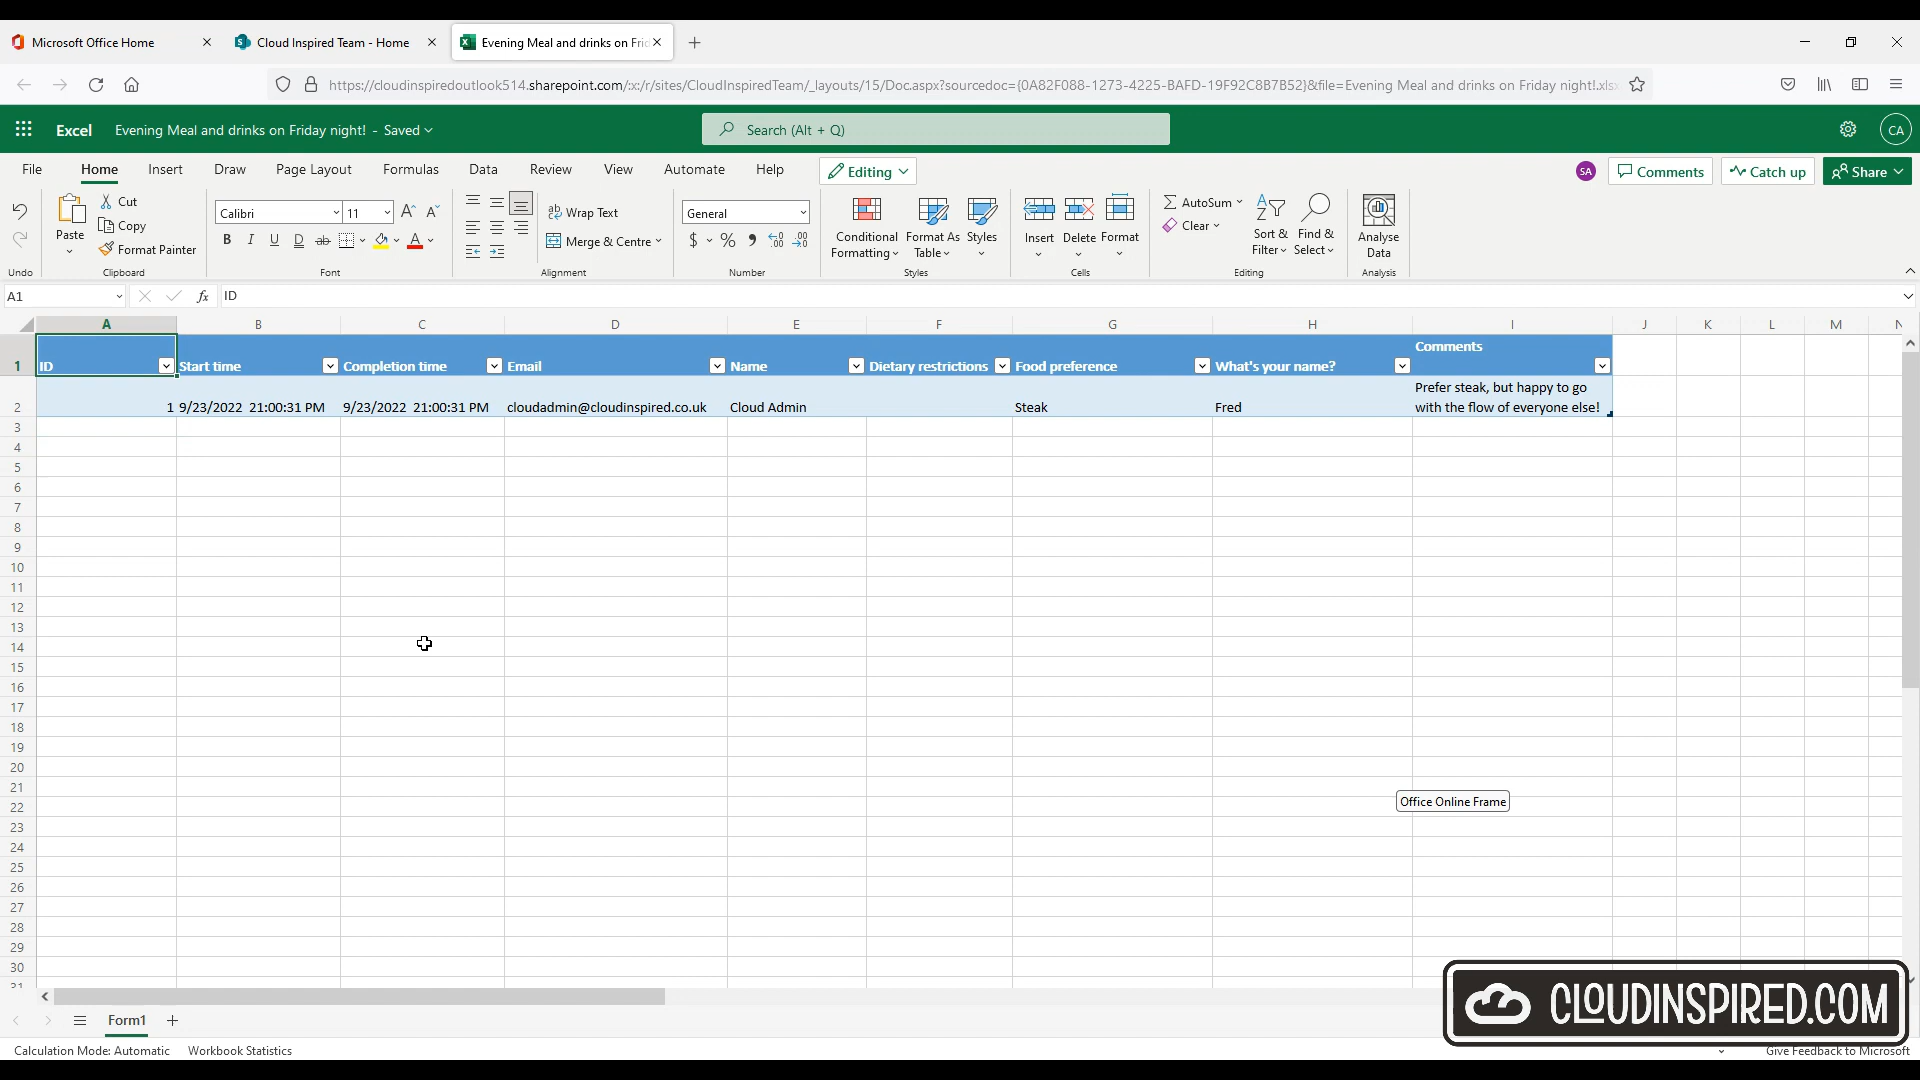 Microsoft Office Home
Cloud Inspired Team - Home
Evening Meal and drinks on Frid
https://cloudinspiredoutlook514.sharepoint.com/:x:/r/sites/CloudInspiredTeam/_layouts/15/Doc.aspx?sourcedoc={0A82F088-1273-4225-BAFD-19F92C8B7B52}&file=Evening Meal and drinks on Friday night!.xlsx
Excel
Evening Meal and drinks on Friday night! - Saved
Search (Alt + Q)
CA
File Home Insert Draw Page Layout Formulas Data Review View Automate Help
Editing
SA
Comments
Catch up
Share
Paste
Cut
Copy
Format Painter
Calibri
11
B I U D ab
A
Wrap Text
Merge & Centre
General
$ %
Conditional
Formatting
Format As
Table
Styles
Insert
Delete
Format
AutoSum
Clear
Sort &
Filter
Find &
Select
Analyse
Data
Undo
Clipboard
Font
Alignment
Number
Styles
Cells
Editing
Analysis
A1
fx
ID
A B C D E F G H I J K L M N
1
ID
Start time
Completion time
Email
Name
Dietary restrictions
Food preference
What's your name?
Comments
2
1
9/23/2022 21:00:31 PM
9/23/2022 21:00:31 PM
cloudadmin@cloudinspired.co.uk
Cloud Admin
Steak
Fred
Prefer steak, but happy to go
with the flow of everyone else!
3
4
5
6
7
8
9
10
11
12
13
14
15
16
17
18
19
20
21
22
Office Online Frame
23
24
25
26
27
28
29
30
31
CLOUDINSPIRED.COM
Form1
Calculation Mode: Automatic
Workbook Statistics
Give Feedback to Microsoft